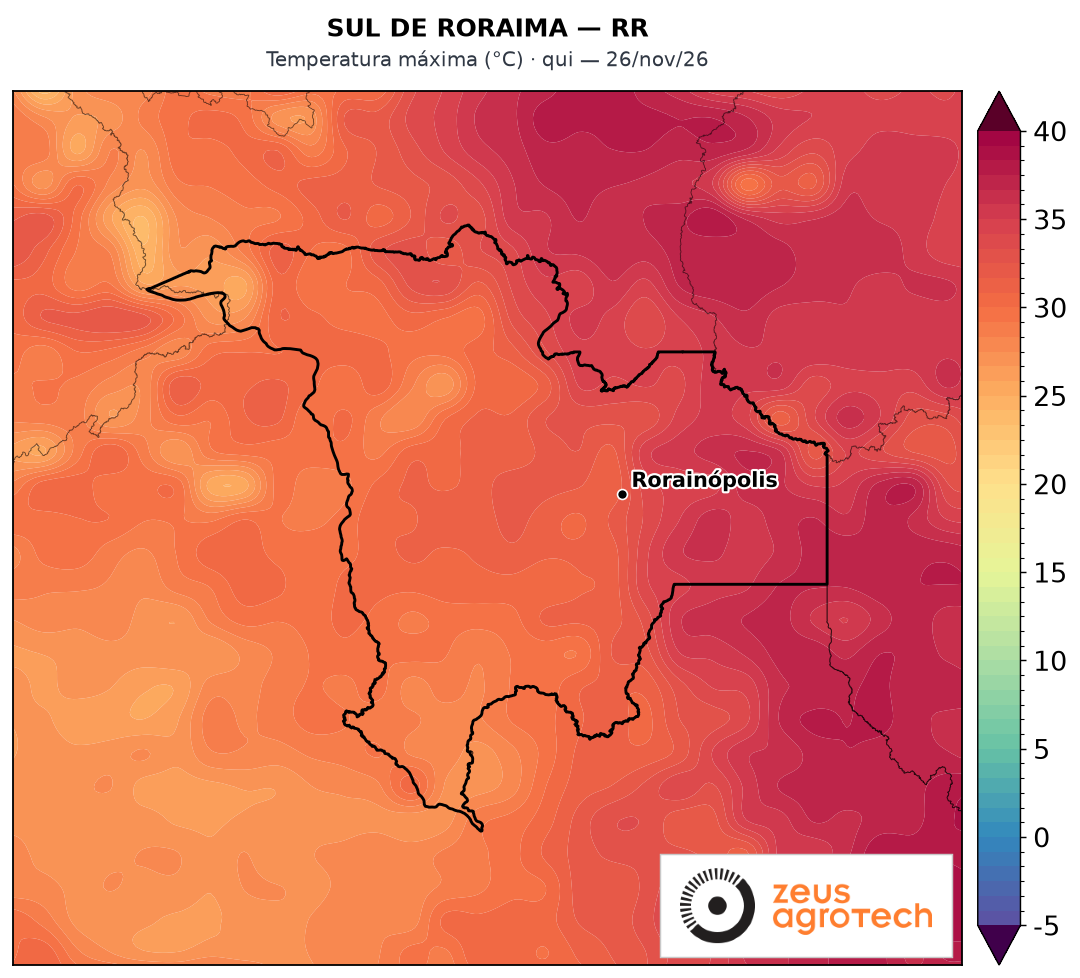 SUL DE RORAIMA — RR
Temperatura máxima (°C) · qui — 26/nov/26
Rorainópolis
40
35
30
25
20
15
10
5
0
-5
zeus
agrotech